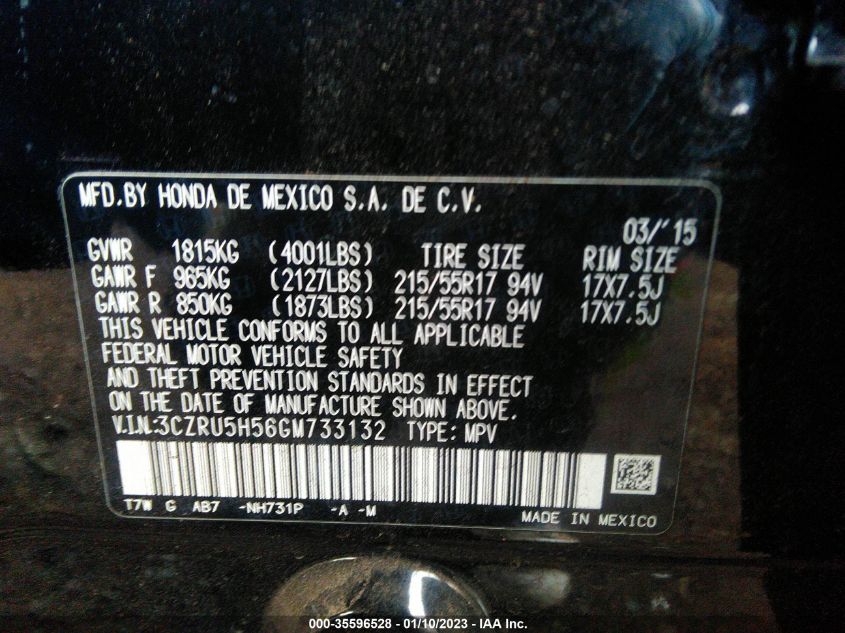 MFD.BY HONDA DE MEXICO S.A. DE C.V.
03/'15
GVWR 1815KG (4001LBS) TIRE SIZE RIM SIZE
GAWR F 965KG (2127LBS) 215/55R17 94V 17X7.5J
GAWR R 850KG (1873LBS) 215/55R17 94V 17X7.5J
THIS VEHICLE CONFORMS TO ALL APPLICABLE
FEDERAL MOTOR VEHICLE SAFETY
AND THEFT PREVENTION STANDARDS IN EFFECT
ON THE DATE OF MANUFACTURE SHOWN ABOVE.
V.I.N:3CZRU5H56GM733132 TYPE: MPV
T7W G AB7 -NH731P -A -M
MADE IN MEXICO
000-35596528 - 01/10/2023 - IAA Inc.